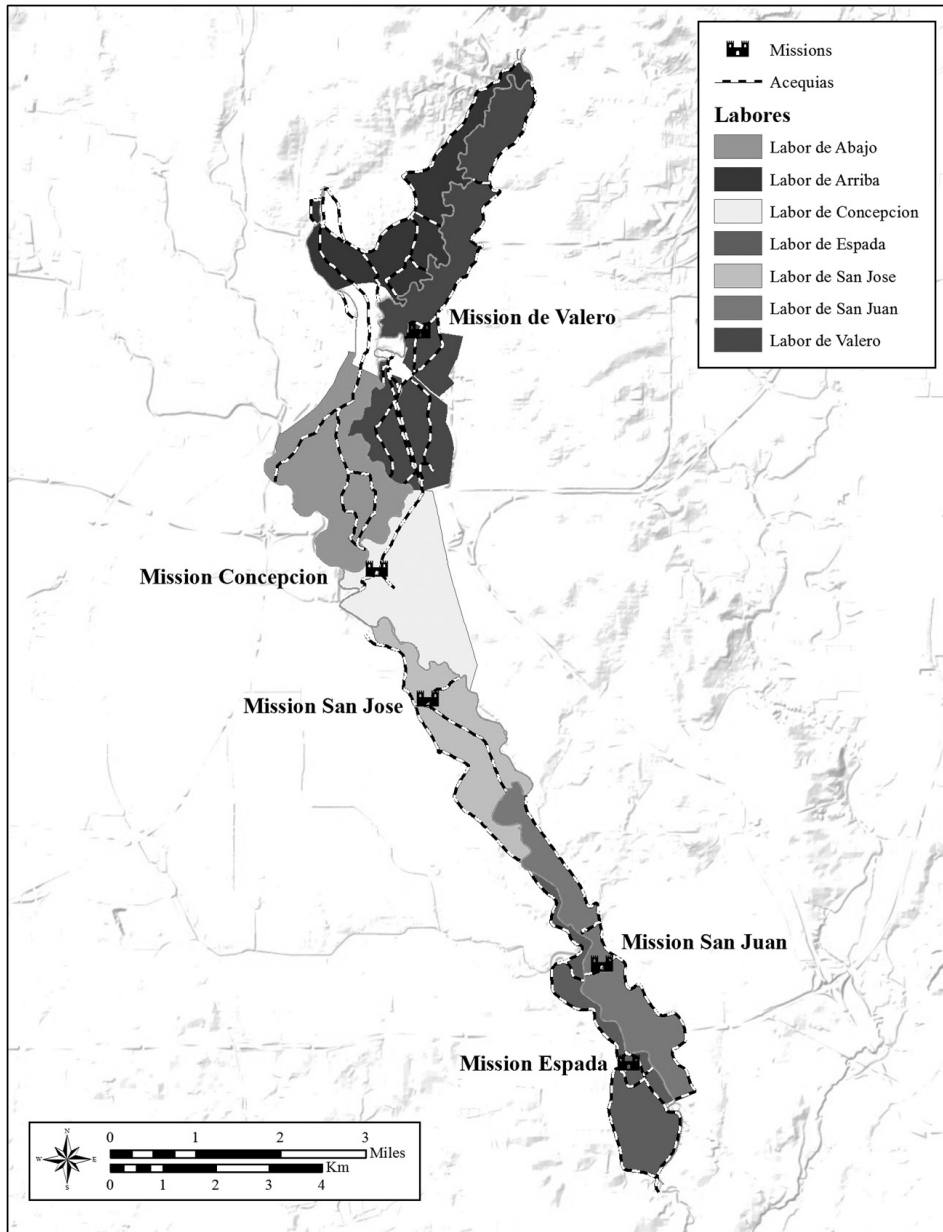 Missions
Acequias
Labores
Labor de Abajo
Labor de Arriba
Labor de Concepcion
Labor de Espada
Labor de San Jose
Labor de San Juan
Labor de Valero
Mission de Valero
Mission Concepcion
Mission San Jose
Mission San Juan
Mission Espada
N
W E
S
0 1 2 3
Miles
Km
0 1 2 3 4